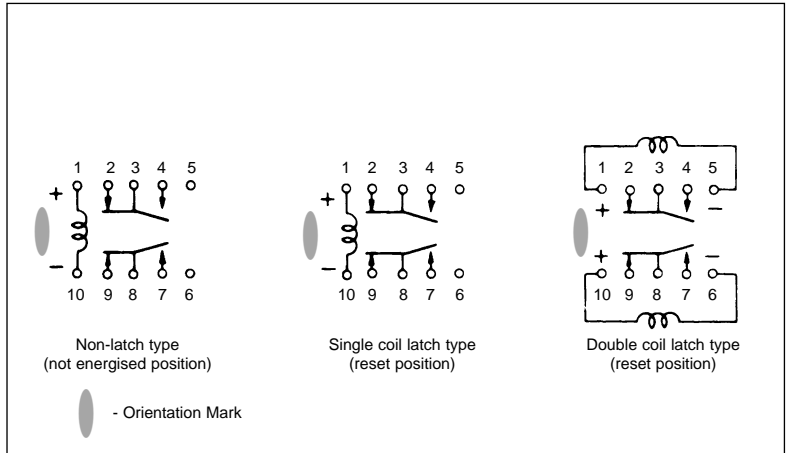 1 2 3 4 5
+
−
10 9 8 7 6
Non-latch type
(not energised position)
1 2 3 4 5
+
−
10 9 8 7 6
Single coil latch type
(reset position)
1 2 3 4 5
+ −
+ −
10 9 8 7 6
Double coil latch type
(reset position)
- Orientation Mark